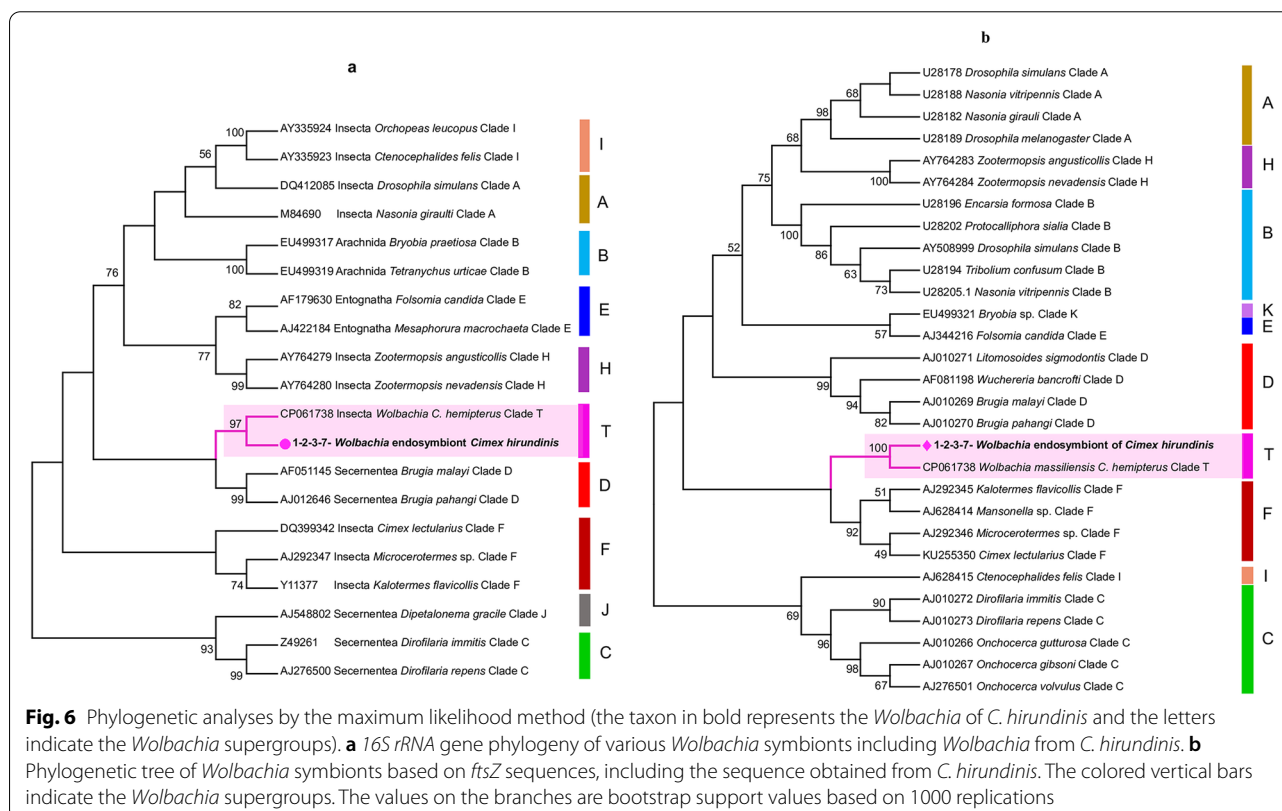 a
100
AY335924 Insecta Orchopeas leucopus Clade I
56
AY335923 Insecta Ctenocephalides felis Clade I
I
DQ412085 Insecta Drosophila simulans Clade A
M84690 Insecta Nasonia giraulti Clade A
A
76
EU499317 Arachnida Bryobia praetiosa Clade B
100
EU499319 Arachnida Tetranychus urticae Clade B
B
82
AF179630 Entognatha Folsomia candida Clade E
AJ422184 Entognatha Mesaphorura macrochaeta Clade E
E
77
AY764279 Insecta Zootermopsis angusticollis Clade H
99
AY764280 Insecta Zootermopsis nevadensis Clade H
H
97
CP061738 Insecta Wolbachia C. hemipterus Clade T
1-2-3-7- Wolbachia endosymbiont Cimex hirundinis
T
AF051145 Secernentea Brugia malayi Clade D
99
AJ012646 Secernentea Brugia pahangi Clade D
D
DQ399342 Insecta Cimex lectularius Clade F
AJ292347 Insecta Microcerotermes sp. Clade F
74
Y11377 Insecta Kalotermes flavicollis Clade F
F
AJ548802 Secernentea Dipetalonema gracile Clade J
J
93
Z49261 Secernentea Dirofilaria immitis Clade C
99
AJ276500 Secernentea Dirofilaria repens Clade C
C
b
U28178 Drosophila simulans Clade A
68
U28188 Nasonia vitripennis Clade A
98
U28182 Nasonia girauli Clade A
68
U28189 Drosophila melanogaster Clade A
A
AY764283 Zootermopsis angusticollis Clade H
75
100
AY764284 Zootermopsis nevadensis Clade H
H
U28196 Encarsia formosa Clade B
100
U28202 Protocalliphora sialia Clade B
86
AY508999 Drosophila simulans Clade B
52
63
U28194 Tribolium confusum Clade B
73
U28205.1 Nasonia vitripennis Clade B
B
EU499321 Bryobia sp. Clade K
K
57
AJ344216 Folsomia candida Clade E
E
AJ010271 Litomosoides sigmodontis Clade D
99
AF081198 Wuchereria bancrofti Clade D
94
AJ010269 Brugia malayi Clade D
82
AJ010270 Brugia pahangi Clade D
D
1-2-3-7- Wolbachia endosymbiont of Cimex hirundinis
100
CP061738 Wolbachia massiliensis C. hemipterus Clade T
T
51
AJ292345 Kalotermes flavicollis Clade F
AJ628414 Mansonella sp. Clade F
92
AJ292346 Microcerotermes sp. Clade F
49
KU255350 Cimex lectularius Clade F
F
AJ628415 Ctenocephalides felis Clade I
I
69
90
AJ010272 Dirofilaria immitis Clade C
AJ010273 Dirofilaria repens Clade C
96
AJ010266 Onchocerca gutturosa Clade C
98
AJ010267 Onchocerca gibsoni Clade C
67
AJ276501 Onchocerca volvulus Clade C
C
Fig. 6 Phylogenetic analyses by the maximum likelihood method (the taxon in bold represents the Wolbachia of C. hirundinis and the letters
indicate the Wolbachia supergroups). a 16S rRNA gene phylogeny of various Wolbachia symbionts including Wolbachia from C. hirundinis. b
Phylogenetic tree of Wolbachia symbionts based on ftsZ sequences, including the sequence obtained from C. hirundinis. The colored vertical bars
indicate the Wolbachia supergroups. The values on the branches are bootstrap support values based on 1000 replications